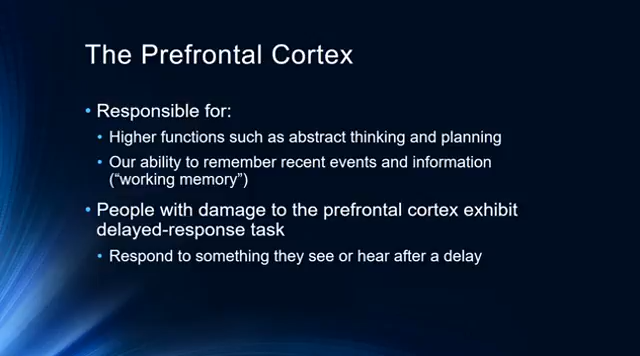 The Prefrontal Cortex
• Responsible for:
• Higher functions such as abstract thinking and planning
• Our ability to remember recent events and information
(“working memory”)
• People with damage to the prefrontal cortex exhibit
delayed-response task
• Respond to something they see or hear after a delay